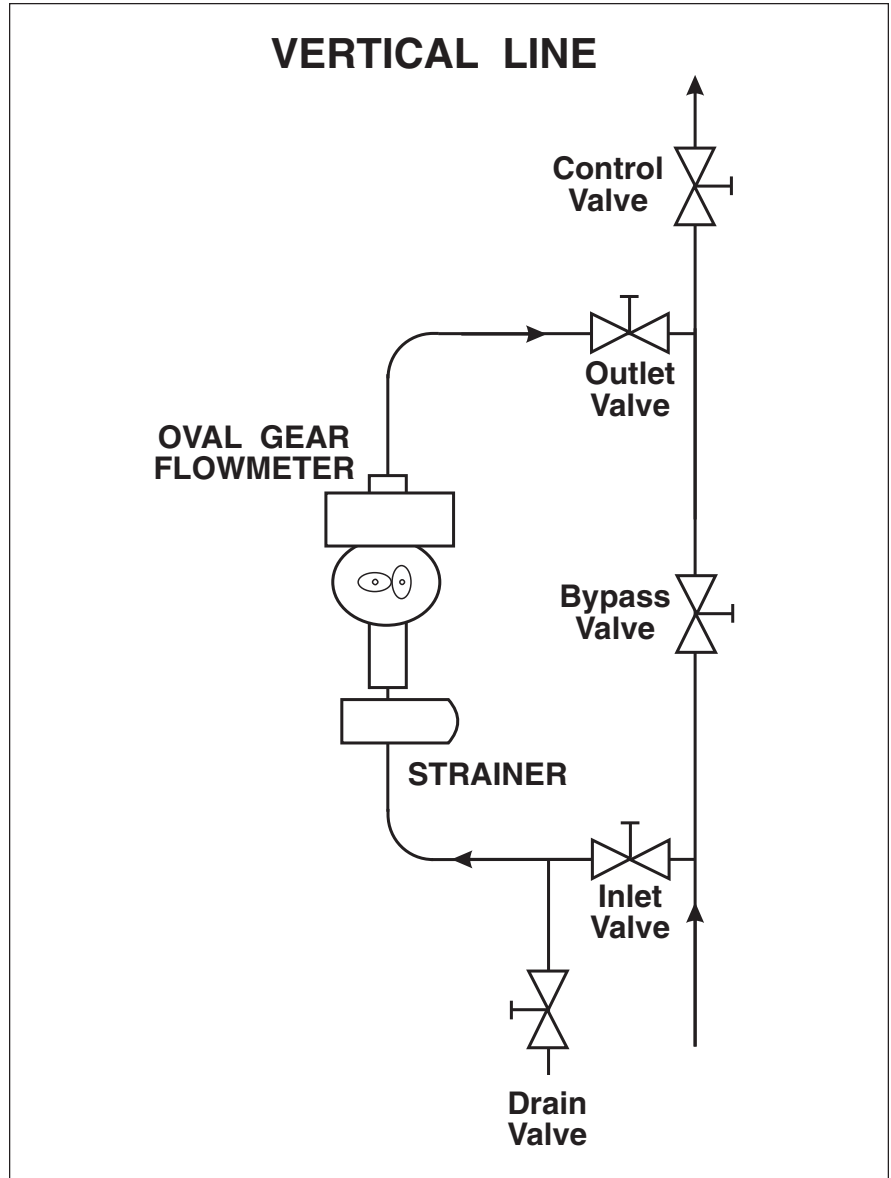 VERTICAL LINE
Control
Valve
Outlet
Valve
OVAL GEAR
FLOWMETER
Bypass
Valve
STRAINER
Inlet
Valve
Drain
Valve